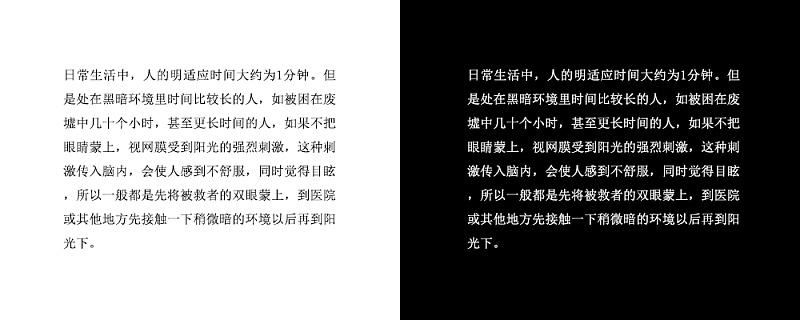 日常生活中，人的明适应时间大约为1分钟。但
是处在黑暗环境里时间比较长的人，如被困在废
墟中几十个小时，甚至更长时间的人，如果不把
眼睛蒙上，视网膜受到阳光的强烈刺激，这种刺
激传入脑内，会使人感到不舒服，同时觉得目眩
，所以一般都是先将被救者的双眼蒙上，到医院
或其他地方先接触一下稍微暗的环境以后再到阳
光下。
日常生活中，人的明适应时间大约为1分钟。但
是处在黑暗环境里时间比较长的人，如被困在废
墟中几十个小时，甚至更长时间的人，如果不把
眼睛蒙上，视网膜受到阳光的强烈刺激，这种刺
激传入脑内，会使人感到不舒服，同时觉得目眩
，所以一般都是先将被救者的双眼蒙上，到医院
或其他地方先接触一下稍微暗的环境以后再到阳
光下。